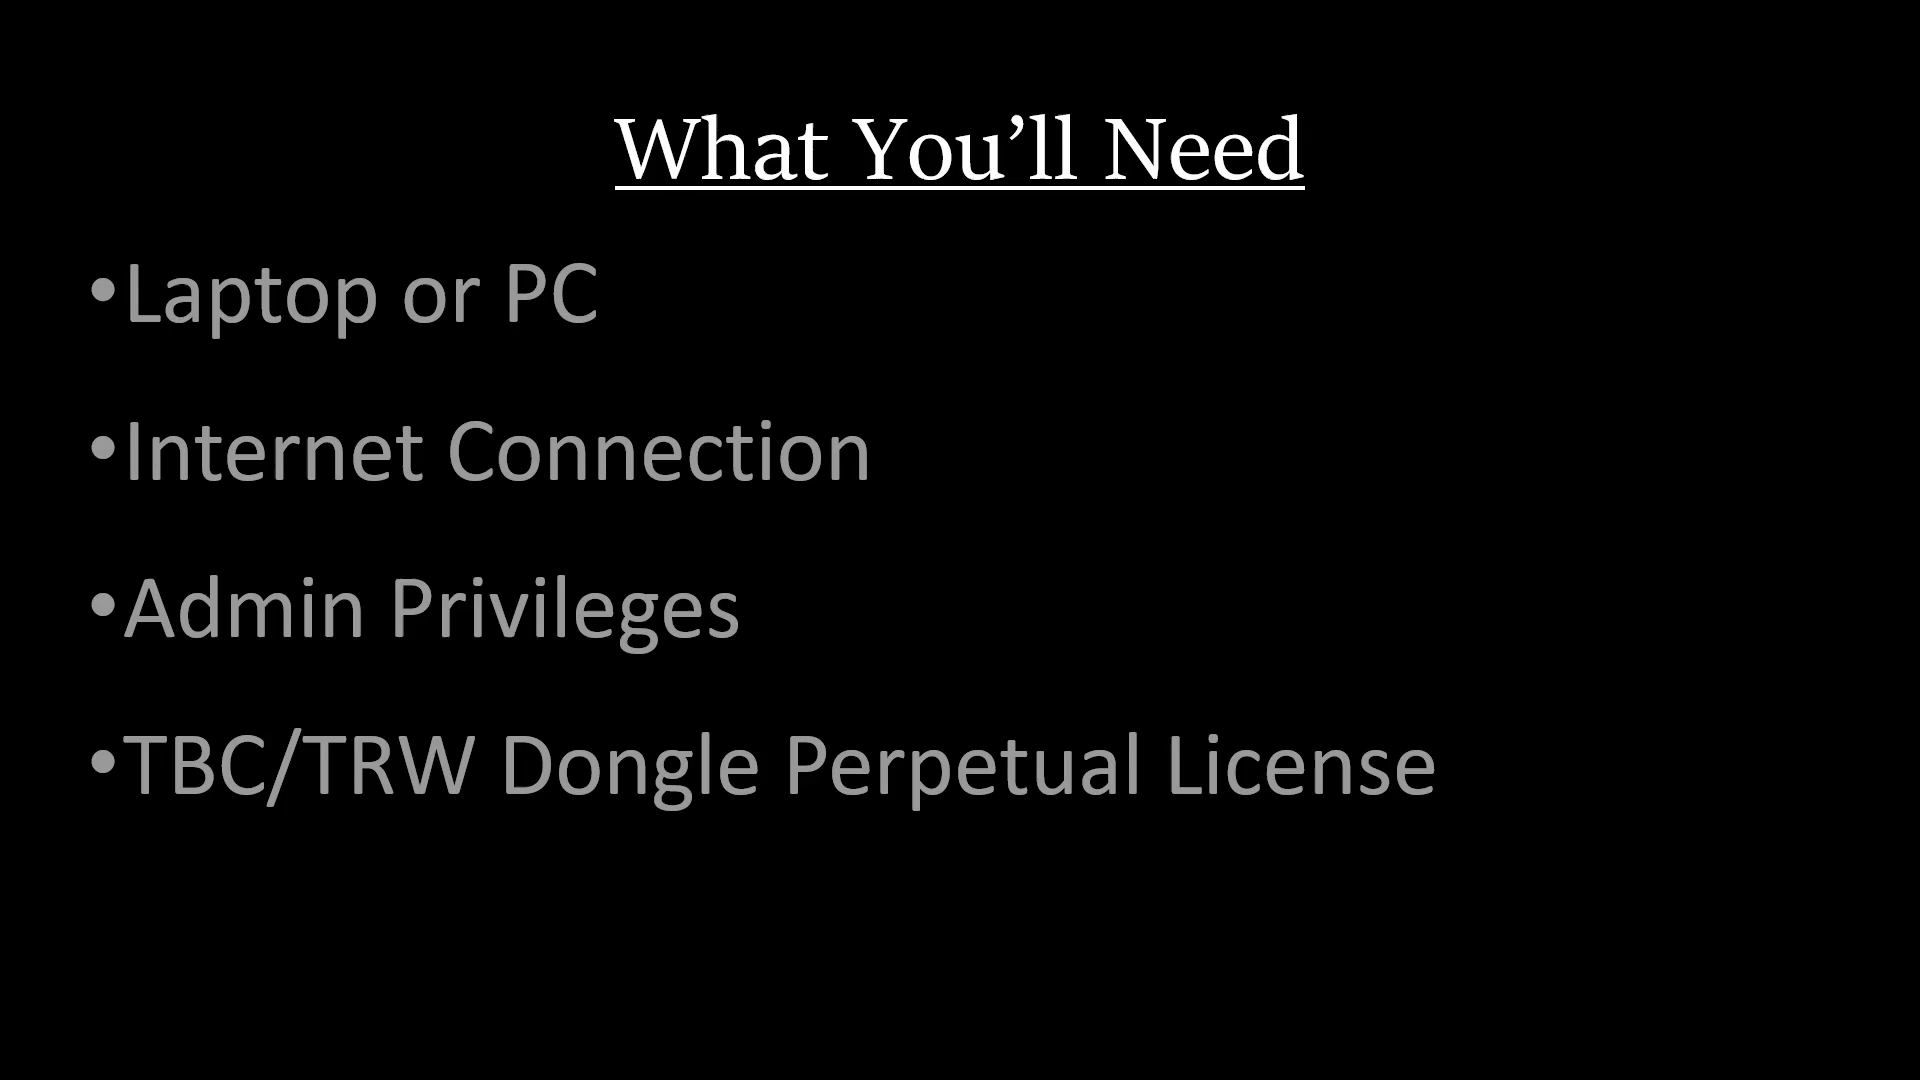 What You’ll Need
•Laptop or PC
•Internet Connection
•Admin Privileges
•TBC/TRW Dongle Perpetual License